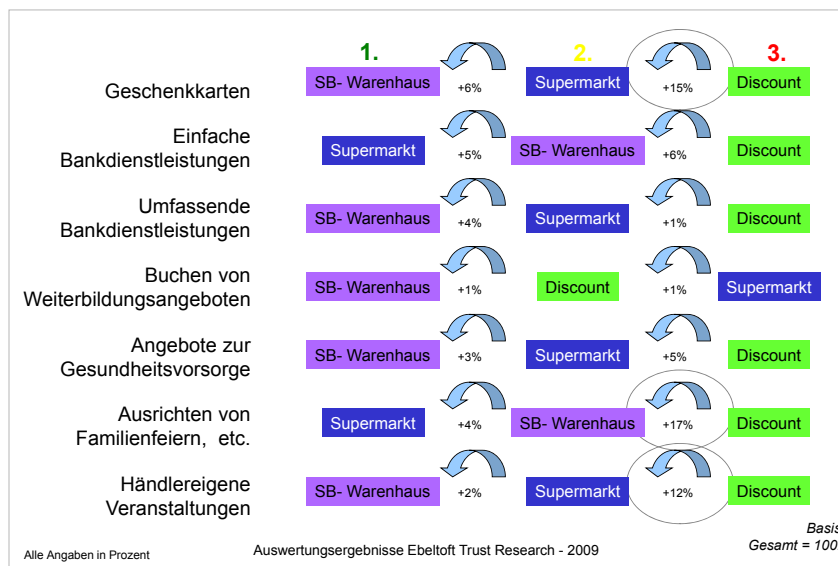 1. 2. 3.
Geschenkkarten SB- Warenhaus +6% Supermarkt +15% Discount
Einfache
Bankdienstleistungen Supermarkt +5% SB- Warenhaus +6% Discount
Umfassende
Bankdienstleistungen SB- Warenhaus +4% Supermarkt +1% Discount
Buchen von
Weiterbildungsangeboten SB- Warenhaus +1% Discount +1% Supermarkt
Angebote zur
Gesundheitsvorsorge SB- Warenhaus +3% Supermarkt +5% Discount
Ausrichten von
Familienfeiern, etc. Supermarkt +4% SB- Warenhaus +17% Discount
Händlereigene
Veranstaltungen SB- Warenhaus +2% Supermarkt +12% Discount
Alle Angaben in Prozent
Auswertungsergebnisse Ebeltoft Trust Research - 2009
Basis
Gesamt = 100